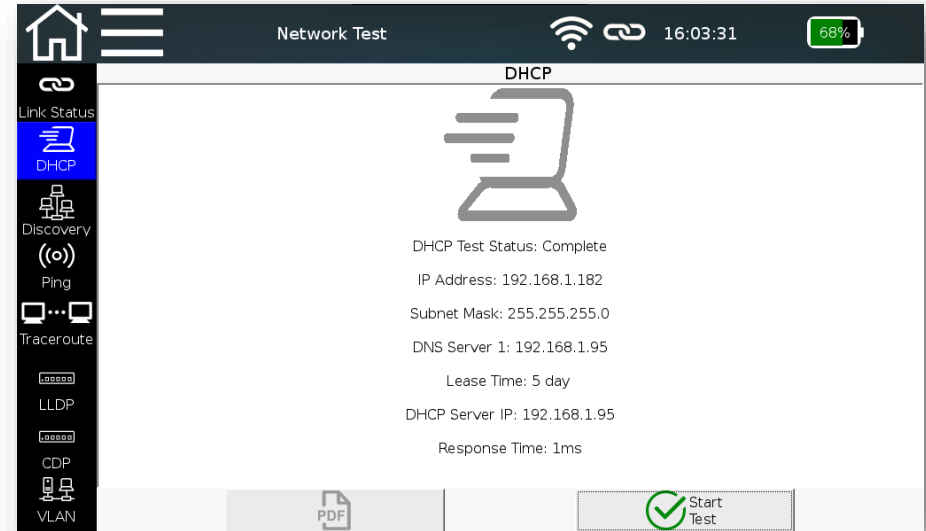 Network Test
16:03:31
68%
DHCP
Link Status
DHCP
Discovery
Ping
Traceroute
LLDP
CDP
VLAN
DHCP Test Status: Complete
IP Address: 192.168.1.182
Subnet Mask: 255.255.255.0
DNS Server 1: 192.168.1.95
Lease Time: 5 day
DHCP Server IP: 192.168.1.95
Response Time: 1ms
PDF
Start
Test